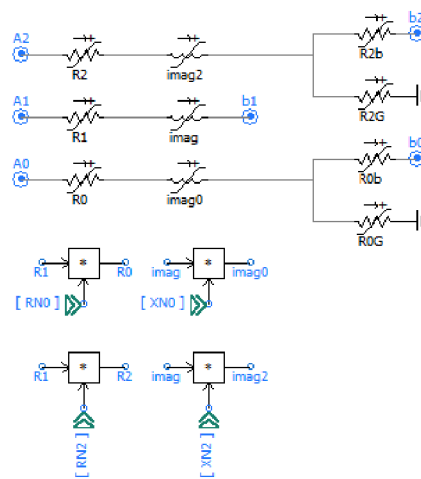 A2 R2 imag2 R2b b2
R2G
A1 R1 imag b1
A0 R0 imag0 R0b b0
R0G
R1 * R0 imag * imag0
[ RN0 ] [ XN0 ]
R1 * R2 imag * imag2
[ RN2 ] [ XN2 ]